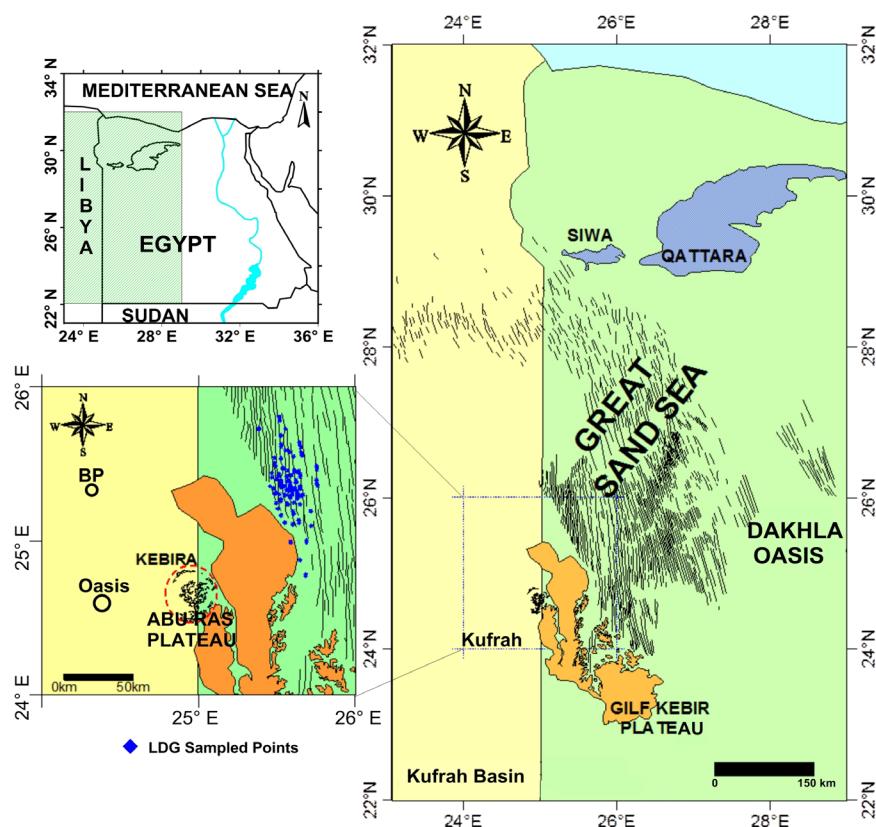 MEDITERRANEAN SEA
N
LIBYA
EGYPT
SUDAN
34 N
30° N
26° N
22° N
24° E
28° E
32° E
36° E
26° E
N
W
E
S
BP
Oasis
KEBIRA
ABU RAS
PLATEAU
0km
50km
26° E
25° E
24° E
25° E
26° E
LDG Sampled Points
24°E
26°E
28°E
32°N
30°N
28°N
26°N
24°N
22°N
N
W
E
S
SIWA
QATTARA
GREAT
SAND SEA
DAKHLA
OASIS
Kufrah
GILF KEBIR
PLATEAU
Kufrah Basin
150 km
32°N
30°N
28°N
26°N
24°N
22°N
24°E
26°E
28°E